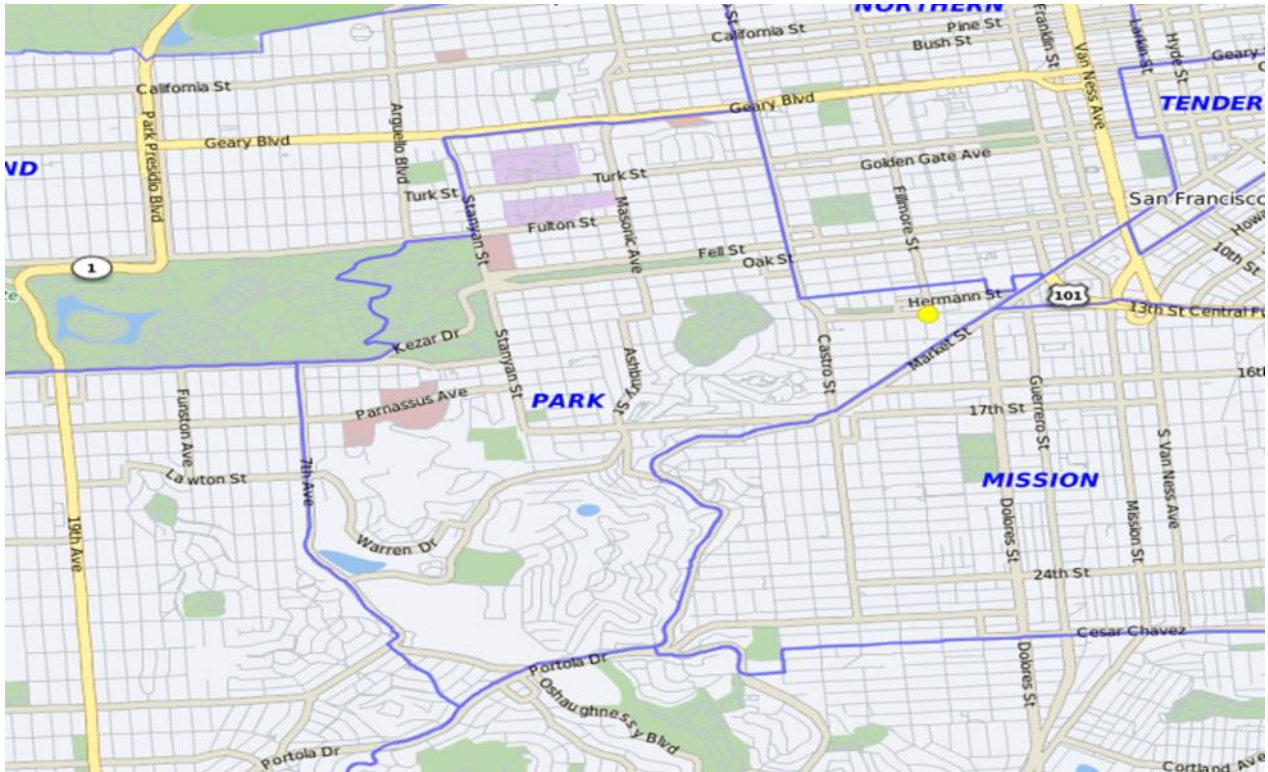 NORTHERN
Pine St
California St
Bush St
Franklin St
Van Ness Ave
Larkin St
Hyde St
Geary
California St
Park Presidio Blvd
Arguello Blvd
Geary Blvd
Geary Blvd
TENDER
ND
Turk St
Turk St
Golden Gate Ave
Stanyan St
Masonic Ave
Fillmore St
San Francisco
Fulton St
Fell St
Oak St
10th St
1
101
Hermann St
13th St Central
Kezar Dr
Stanyan St
Ashbury St
Castro St
Market St
16th
Funston Ave
Parnassus Ave
PARK
17th St
Guerrero St
S Van Ness Ave
Lawton St
7th Ave
MISSION
19th Ave
Warren Dr
Dolores St
Mission St
24th St
Cesar Chavez
Portola Dr
Dolores St
Oshaughnessy Blvd
Portola Dr
Cortland Ave